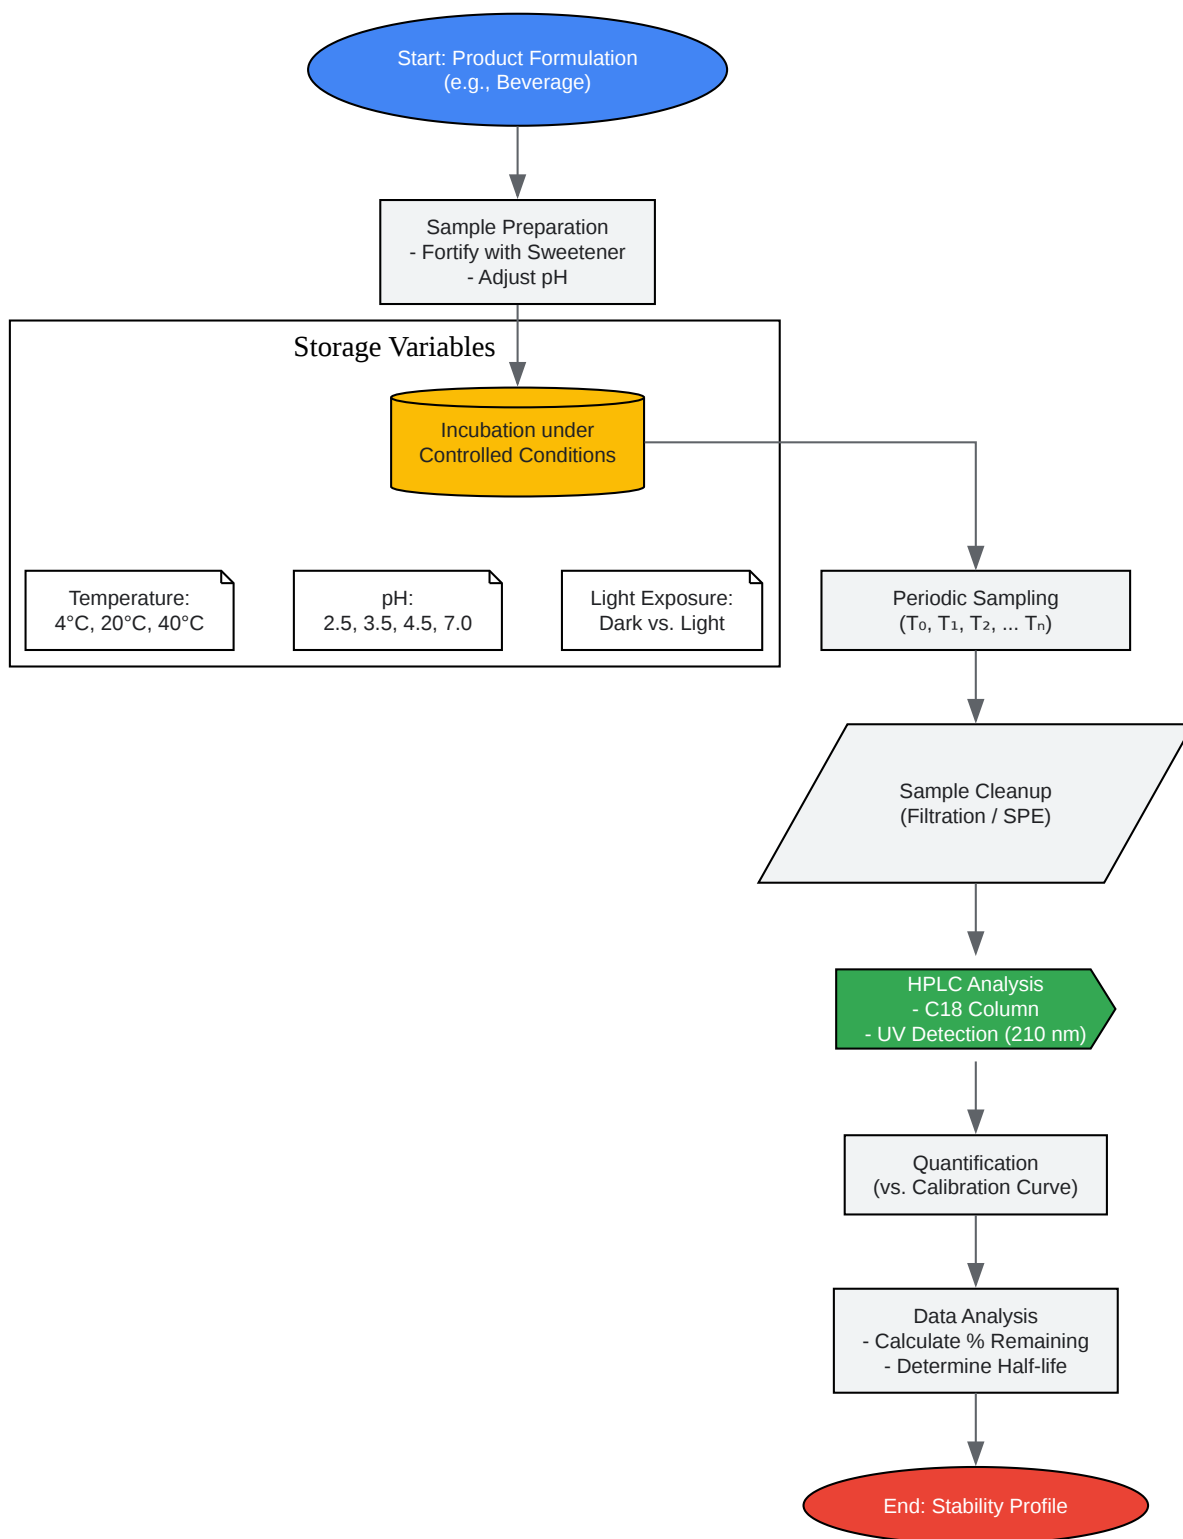 Start: Product Formulation
(e.g., Beverage)
Sample Preparation
- Fortify with Sweetener
- Adjust pH
Storage Variables
Incubation under
Controlled Conditions
Temperature:
4°C, 20°C, 40°C
pH:
2.5, 3.5, 4.5, 7.0
Light Exposure:
Dark vs. Light
Periodic Sampling
(T₀, T₁, T₂, ... Tₙ)
Sample Cleanup
(Filtration / SPE)
HPLC Analysis
- C18 Column
- UV Detection (210 nm)
Quantification
(vs. Calibration Curve)
Data Analysis
- Calculate % Remaining
- Determine Half-life
End: Stability Profile